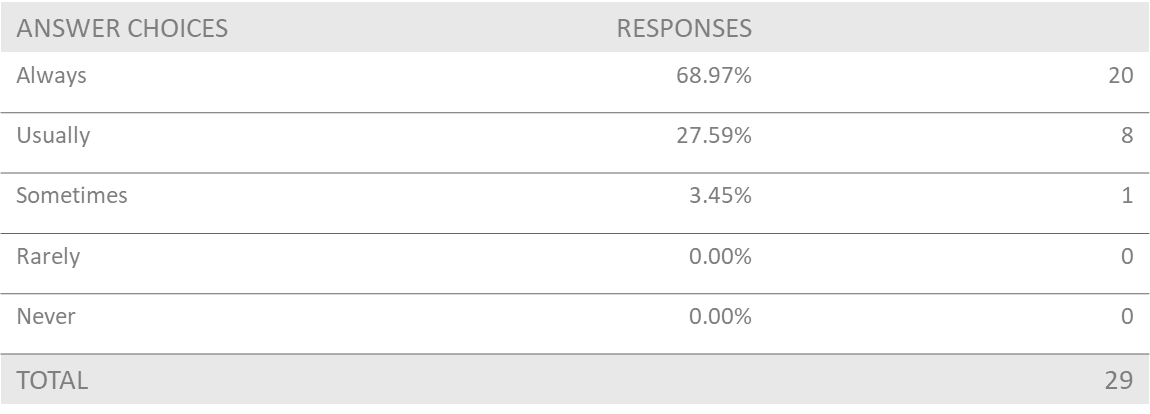 ANSWER CHOICES RESPONSES
Always 68.97% 20
Usually 27.59% 8
Sometimes 3.45% 1
Rarely 0.00% 0
Never 0.00% 0
TOTAL 29